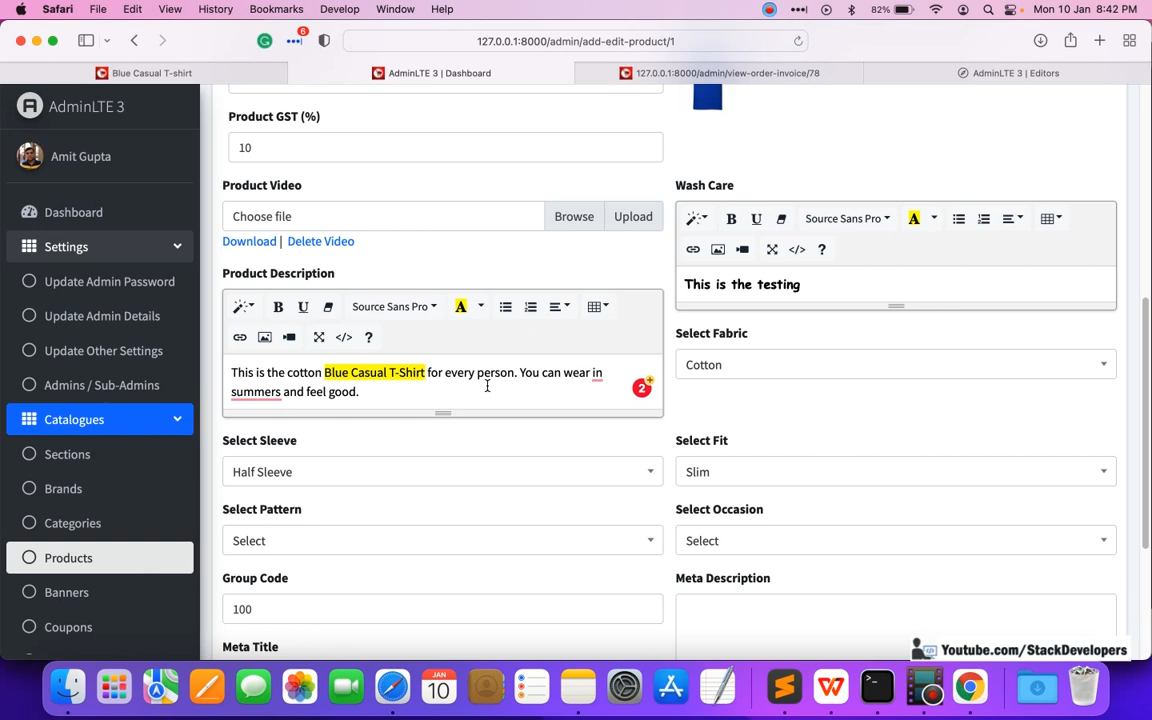 Safari File Edit View History Bookmarks Develop Window Help 82% Mon 10 Jan 8:42 PM
6
127.0.0.1:8000/admin/add-edit-product/1
Blue Casual T-shirt
AdminLTE 3 | Dashboard
127.0.0.1:8000/admin/view-order-invoice/78
AdminLTE 3 | Editors
A AdminLTE 3
Amit Gupta
Dashboard
Settings
Update Admin Password
Update Admin Details
Update Other Settings
Admins / Sub-Admins
Catalogues
Sections
Brands
Categories
Products
Banners
Coupons
Product GST (%)
10
Product Video
Choose file Browse Upload
Download | Delete Video
Wash Care
B U Source Sans Pro A
</> ?
This is the testing
Product Description
B U Source Sans Pro A
</> ?
This is the cotton Blue Casual T-Shirt for every person. You can wear in
summers and feel good.
2
Select Fabric
Cotton
Select Sleeve
Half Sleeve
Select Fit
Slim
Select Pattern
Select
Select Occasion
Select
Group Code
100
Meta Description
Meta Title
Youtube.com/StackDevelopers
JAN
10